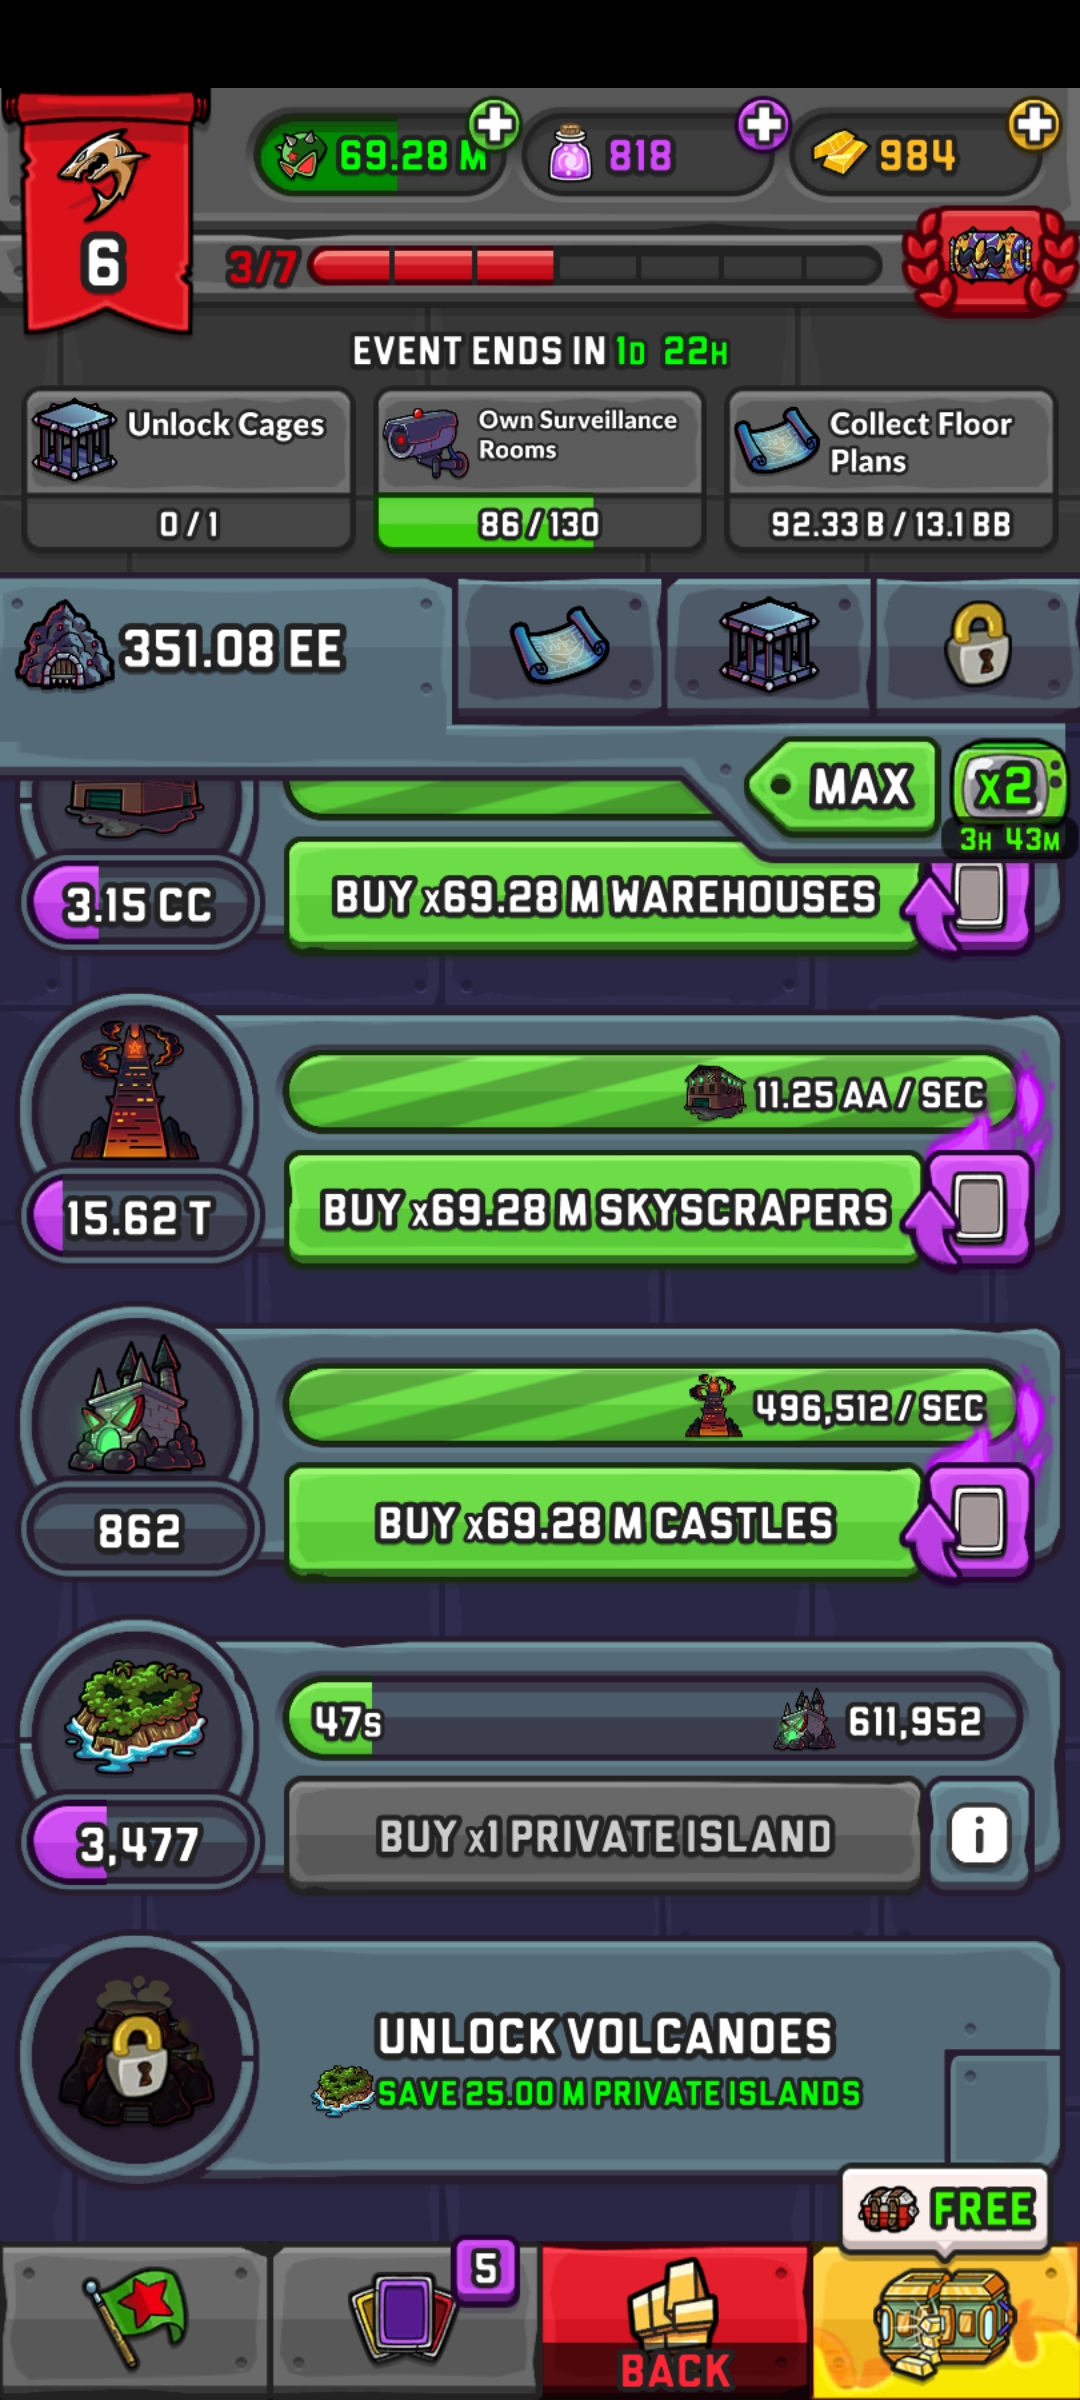 69.28 M
818
984
6
3/7
EVENT ENDS IN 1D 22H
Unlock Cages
0 / 1
Own Surveillance
Rooms
86 / 130
Collect Floor
Plans
92.33 B / 13.1 BB
351.08 EE
MAX
x2
3H 43M
3.15 CC
BUY x69.28 M WAREHOUSES
11.25 AA / SEC
15.62 T
BUY x69.28 M SKYSCRAPERS
496,512 / SEC
862
BUY x69.28 M CASTLES
47s
611,952
3,477
BUY x1 PRIVATE ISLAND
i
UNLOCK VOLCANOES
SAVE 25.00 M PRIVATE ISLANDS
FREE
5
BACK